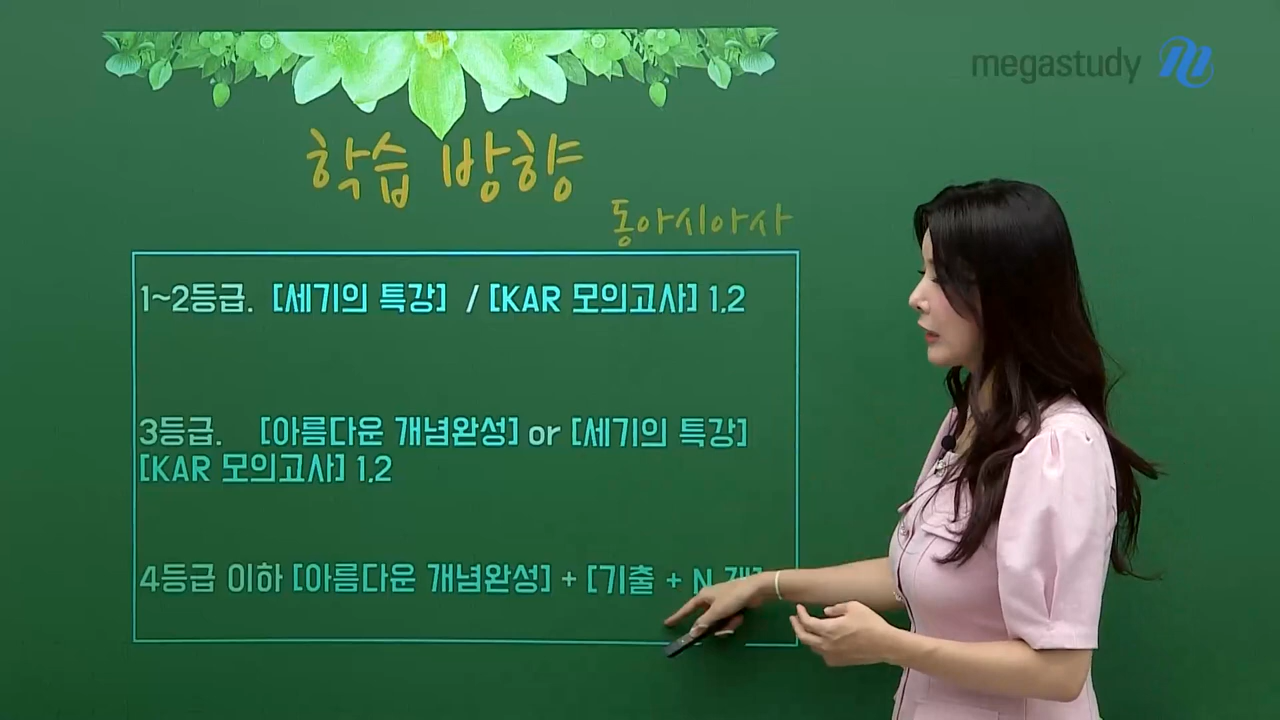 megastudy
학습 방향
동아시아사
1~2등급. [세기의 특강] / [KAR 모의고사] 1,2
3등급. [아름다운 개념완성] or [세기의 특강]
[KAR 모의고사] 1,2
4등급 이하 [아름다운 개념완성] + [기출 + N